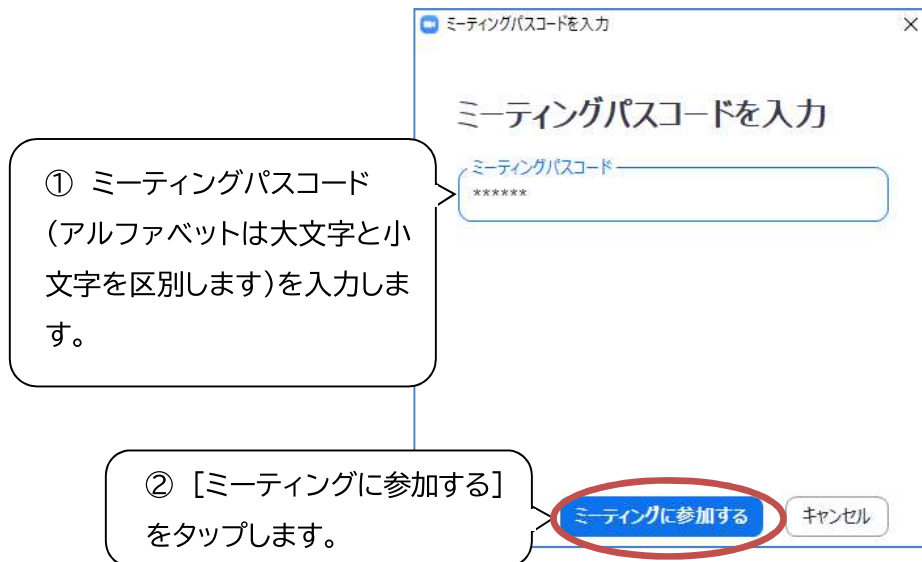 ミーティングパスコードを入力
ミーティングパスコードを入力
① ミーティングパスコード
(アルファベットは大文字と小
文字を区別します)を入力しま
す。
ミーティングパスコード
******
② [ミーティングに参加する]
をタップします。
ミーティングに参加する
キャンセル